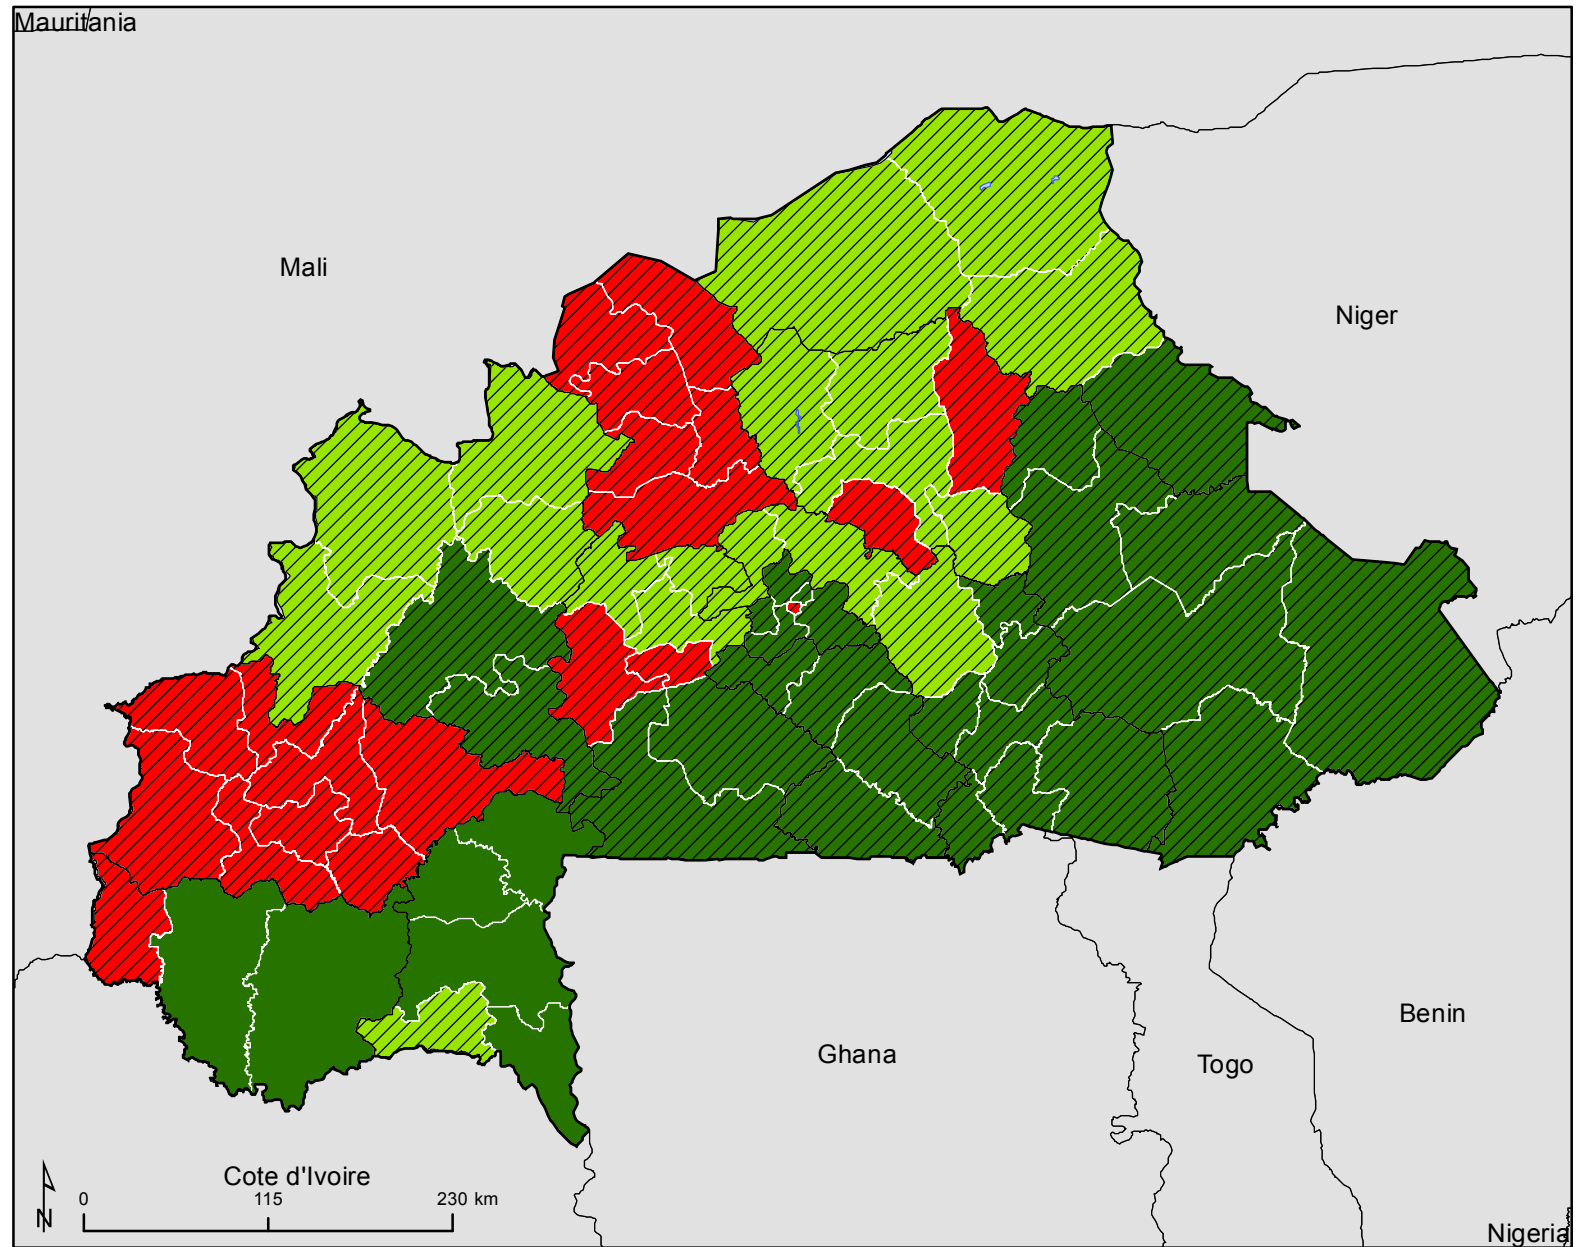 Mauritania
Mali
Niger
Benin
Ghana
Togo
Cote d'Ivoire
0 115 230 km
N
Nigeria